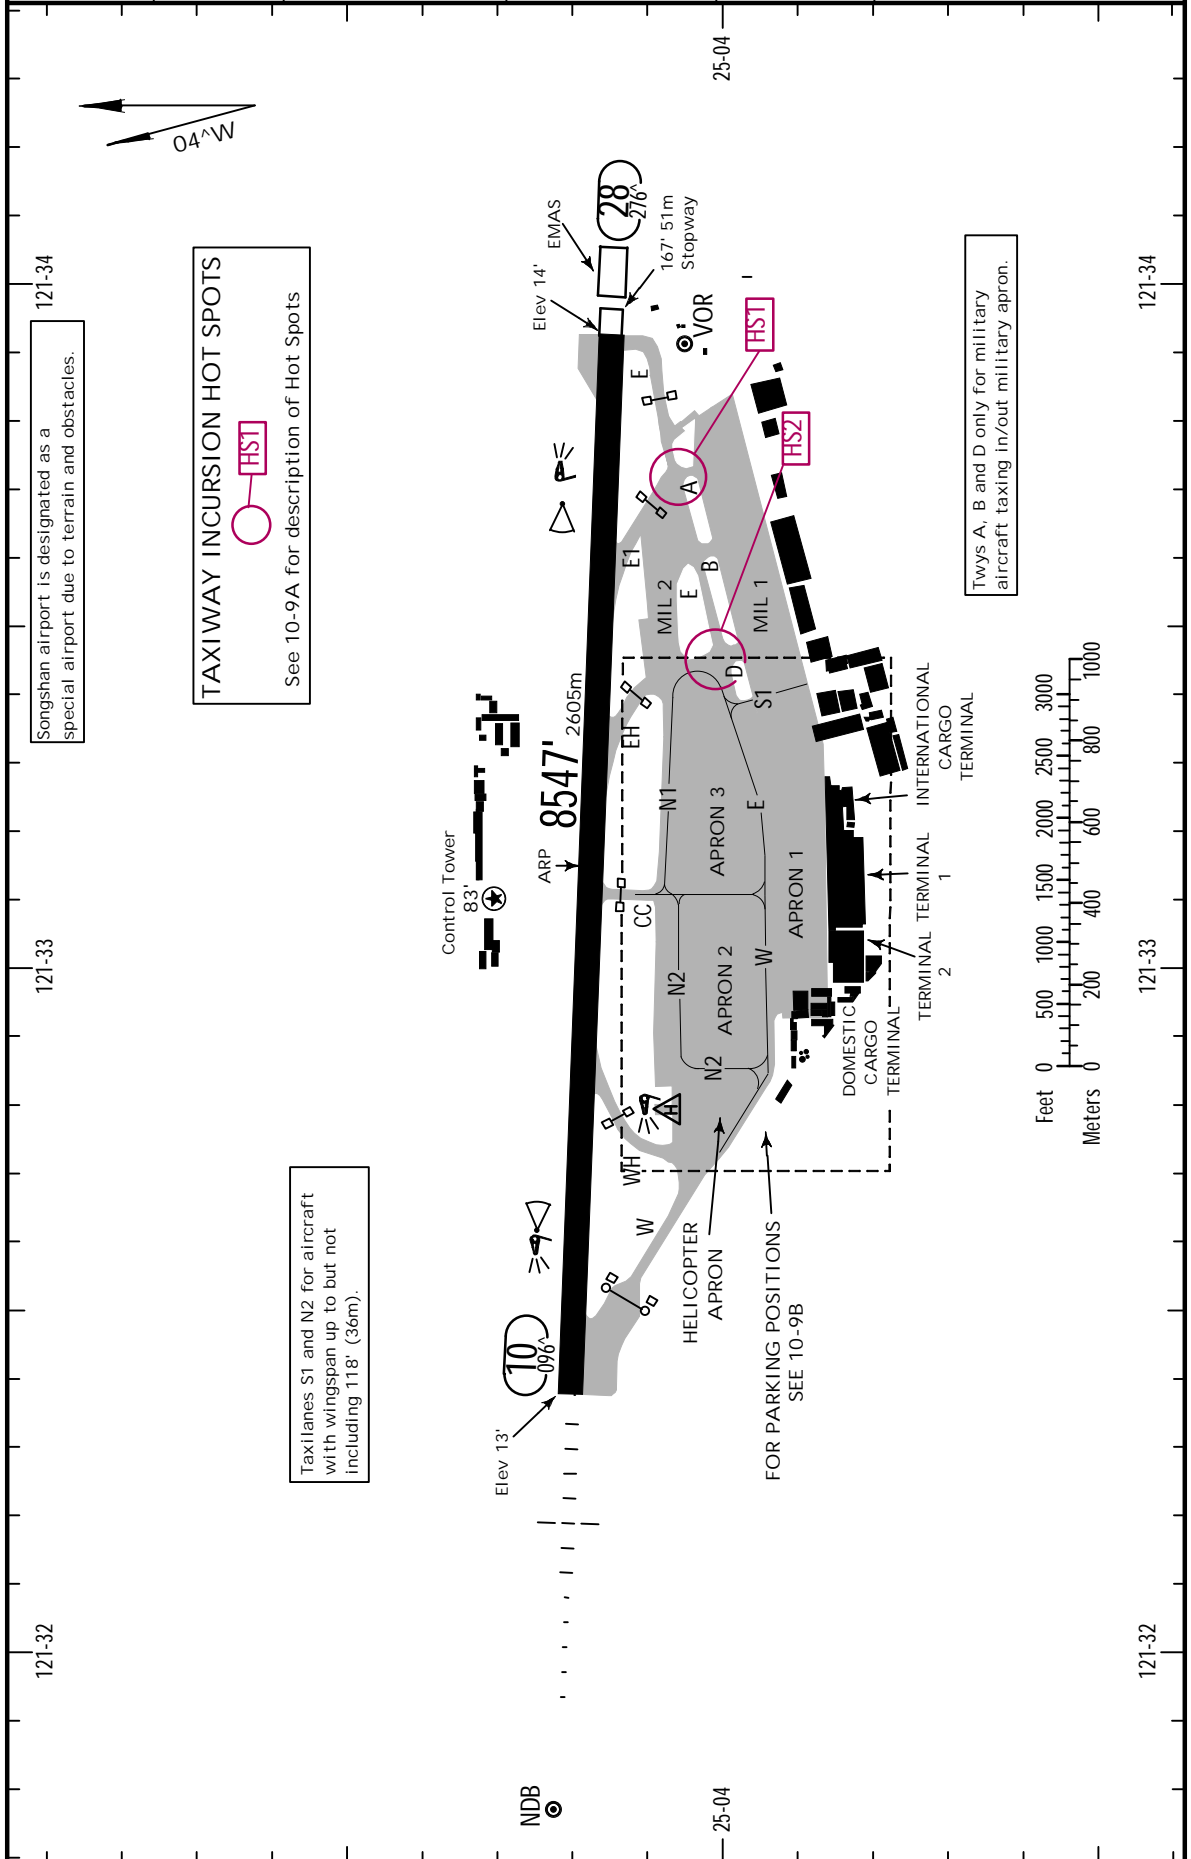 121-32
121-33
121-34
Songshan airport is designated as a
special airport due to terrain and obstacles.
04^W
TAXIWAY INCURSION HOT SPOTS
HS1
See 10-9A for description of Hot Spots
Taxilanes S1 and N2 for aircraft
with wingspan up to but not
including 118' (36m).
Control Tower
83'
NDB
Elev 13'
10
096^
ARP
8547'
2605m
Elev 14'
EMAS
28
276^
167' 51m
Stopway
VOR
W
WH
CC
EH
E1
E
H
N2
N1
MIL 2
E
A
B
N2
APRON 2
APRON 3
D
HELICOPTER
APRON
W
E
S1
MIL 1
HS1
HS2
APRON 1
FOR PARKING POSITIONS
SEE 10-9B
DOMESTIC
CARGO
TERMINAL
TERMINAL
2
TERMINAL
1
INTERNATIONAL
CARGO
TERMINAL
Twys A, B and D only for military
aircraft taxing in/out military apron.
Feet 0 500 1000 1500 2000 2500 3000
Meters 0 200 400 600 800 1000
25-04
25-04
121-32
121-33
121-34